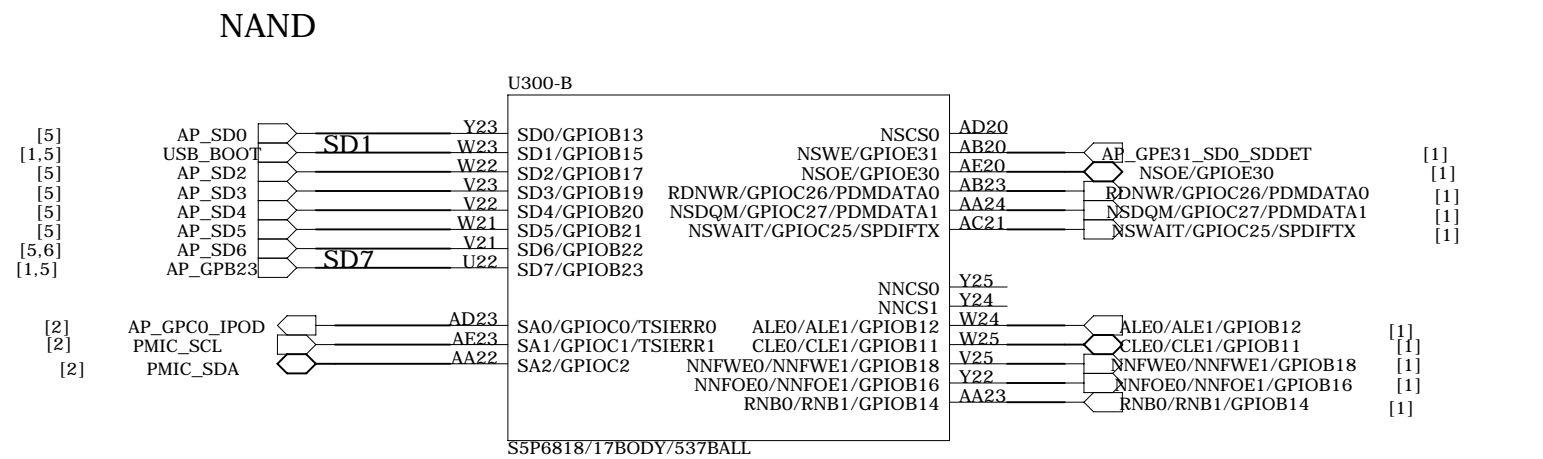 NAND
U300-B
[5] AP_SD0 Y23 SD0/GPIOB13 NSCS0 AD20
[1,5] USB_BOOT SD1 W23 SD1/GPIOB15 NSWE/GPIOE31 AB20 AP_GPE31_SD0_SDDET [1]
[5] AP_SD2 W22 SD2/GPIOB17 NSOE/GPIOE30 AE20 NSOE/GPIOE30 [1]
[5] AP_SD3 V23 SD3/GPIOB19 RDNWR/GPIOC26/PDMDATA0 AB23 RDNWR/GPIOC26/PDMDATA0 [1]
[5] AP_SD4 V22 SD4/GPIOB20 NSDQM/GPIOC27/PDMDATA1 AA24 NSDQM/GPIOC27/PDMDATA1 [1]
[5] AP_SD5 W21 SD5/GPIOB21 NSWAIT/GPIOC25/SPDIFTX AC21 NSWAIT/GPIOC25/SPDIFTX [1]
[5,6] AP_SD6 V21 SD6/GPIOB22
[1,5] AP_GPB23 SD7 U22 SD7/GPIOB23
NNCS0 Y25
NNCS1 Y24
[2] AP_GPC0_IPOD AD23 SA0/GPIOC0/TSIERR0 ALE0/ALE1/GPIOB12 W24 ALE0/ALE1/GPIOB12 [1]
[2] PMIC_SCL AE23 SA1/GPIOC1/TSIERR1 CLE0/CLE1/GPIOB11 W25 CLE0/CLE1/GPIOB11 [1]
[2] PMIC_SDA AA22 SA2/GPIOC2 NNFWE0/NNFWE1/GPIOB18 V25 NNFWE0/NNFWE1/GPIOB18 [1]
NNFOE0/NNFOE1/GPIOB16 Y22 NNFOE0/NNFOE1/GPIOB16 [1]
RNB0/RNB1/GPIOB14 AA23 RNB0/RNB1/GPIOB14 [1]
S5P6818/17BODY/537BALL